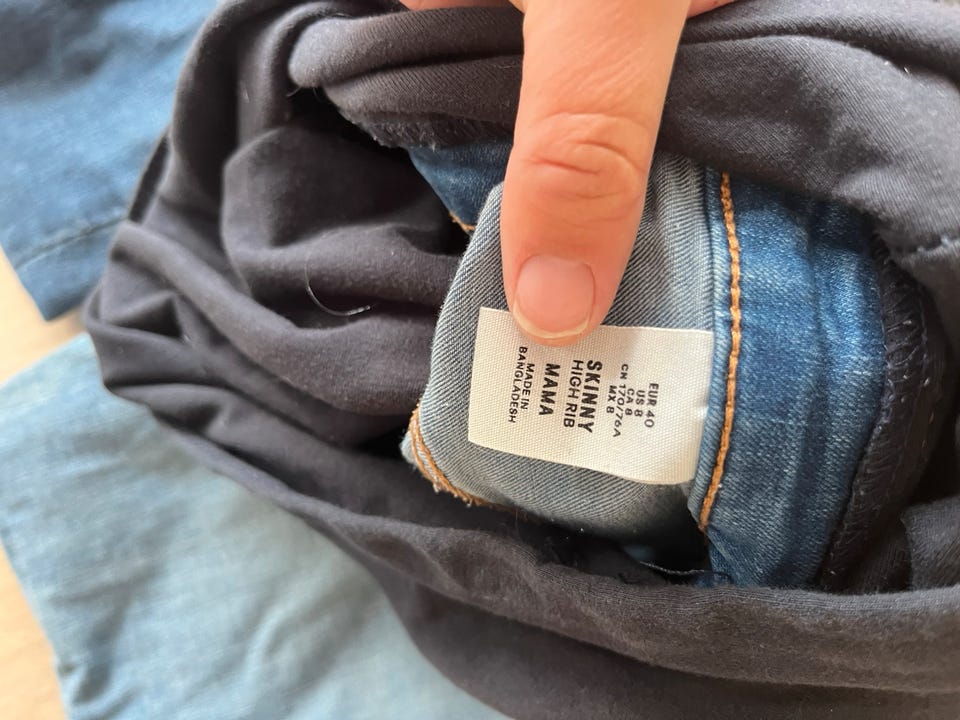 EUR 40
US 8
CA 8
CN 170/76A
MX 8
SKINNY
HIGH RIB
MAMA
MADE IN
BANGLADESH